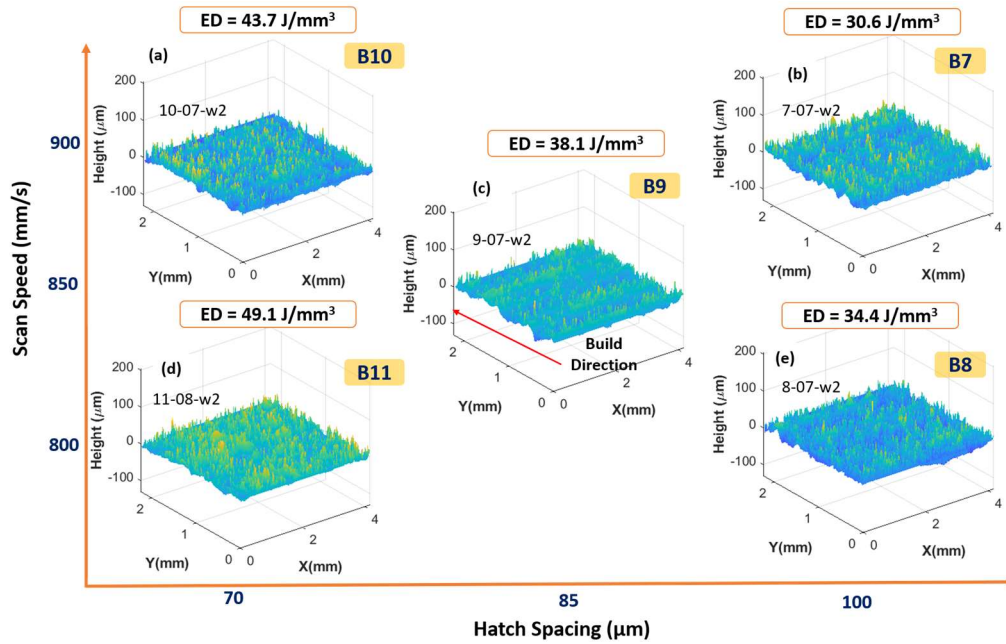 ED = 43.7 J/mm³
(a)
B10
10-07-w2
Height (μm)
200
100
0
-100
2
1
0
Y(mm)
0
2
4
X(mm)
ED = 30.6 J/mm³
(b)
B7
7-07-w2
Height (μm)
200
100
0
-100
2
1
0
Y(mm)
0
2
4
X(mm)
ED = 38.1 J/mm³
(c)
B9
9-07-w2
Height (μm)
200
100
0
-100
2
1
0
Y(mm)
0
2
4
X(mm)
Build
Direction
ED = 49.1 J/mm³
(d)
B11
11-08-w2
Height (μm)
200
100
0
-100
2
1
0
Y(mm)
0
2
4
X(mm)
ED = 34.4 J/mm³
(e)
B8
8-07-w2
Height (μm)
200
100
0
-100
2
1
0
Y(mm)
0
2
4
X(mm)
Scan Speed (mm/s)
900
850
800
70
85
100
Hatch Spacing (μm)